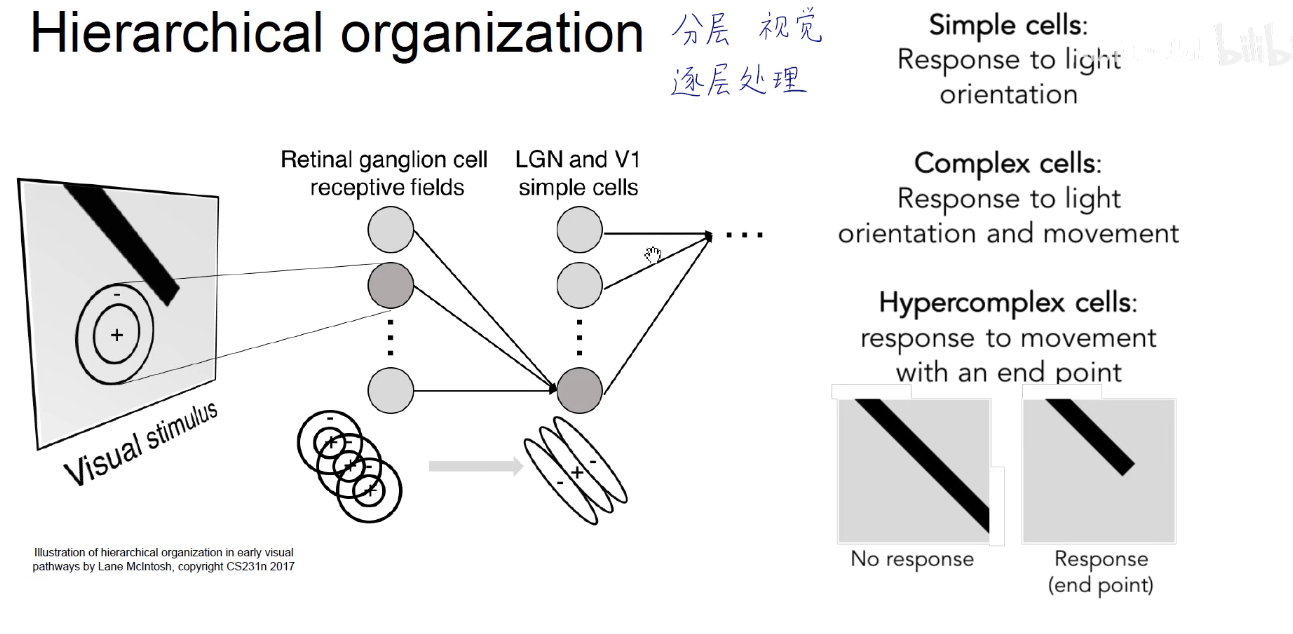 Hierarchical organization
分层 视觉
逐层处理
Simple cells:
Response to light
orientation
bilibili
Retinal ganglion cell
receptive fields
LGN and V1
simple cells
Complex cells:
Response to light
orientation and movement
Hypercomplex cells:
response to movement
with an end point
-
+
...
Visual stimulus
-
+
-
+
-
+
-
+
-
No response
Response
(end point)
Illustration of hierarchical organization in early visual
pathways by Lane McIntosh, copyright CS231n 2017